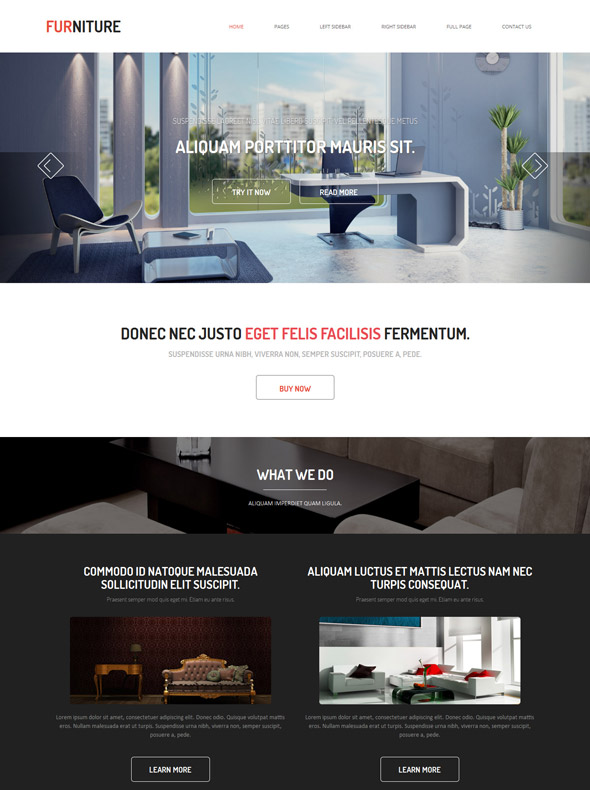 FURNITURE
HOME PAGES LEFT SIDEBAR RIGHT SIDEBAR FULL PAGE CONTACT US
SUSPENDISSE LAOREET NISL VITAE LIBERO SUSCIPIT VEL PELLENTESQUE METUS
ALIQUAM PORTTITOR MAURIS SIT.
TRY IT NOW READ MORE
DONEC NEC JUSTO EGET FELIS FACILISIS FERMENTUM.
SUSPENDISSE URNA NIBH, VIVERRA NON, SEMPER SUSCIPIT, POSUERE A, PEDE.
BUY NOW
WHAT WE DO
ALIQUAM IMPERDIET QUAM LIGULA.
COMMODO ID NATOQUE MALESUADA
SOLLICITUDIN ELIT SUSCIPIT.
Praesent semper mod quis eget mi. Etiam eu ante risus.
Lorem ipsum dolor sit amet, consectetuer adipiscing elit. Donec odio. Quisque volutpat mattis
eros. Nullam malesuada erat ut turpis. Suspendisse urna nibh, viverra non, semper suscipit,
posuere a, pede.
LEARN MORE
ALIQUAM LUCTUS ET MATTIS LECTUS NAM NEC
TURPIS CONSEQUAT.
Praesent semper mod quis eget mi. Etiam eu ante risus.
Lorem ipsum dolor sit amet, consectetuer adipiscing elit. Donec odio. Quisque volutpat mattis
eros. Nullam malesuada erat ut turpis. Suspendisse urna nibh, viverra non, semper suscipit,
posuere a, pede.
LEARN MORE